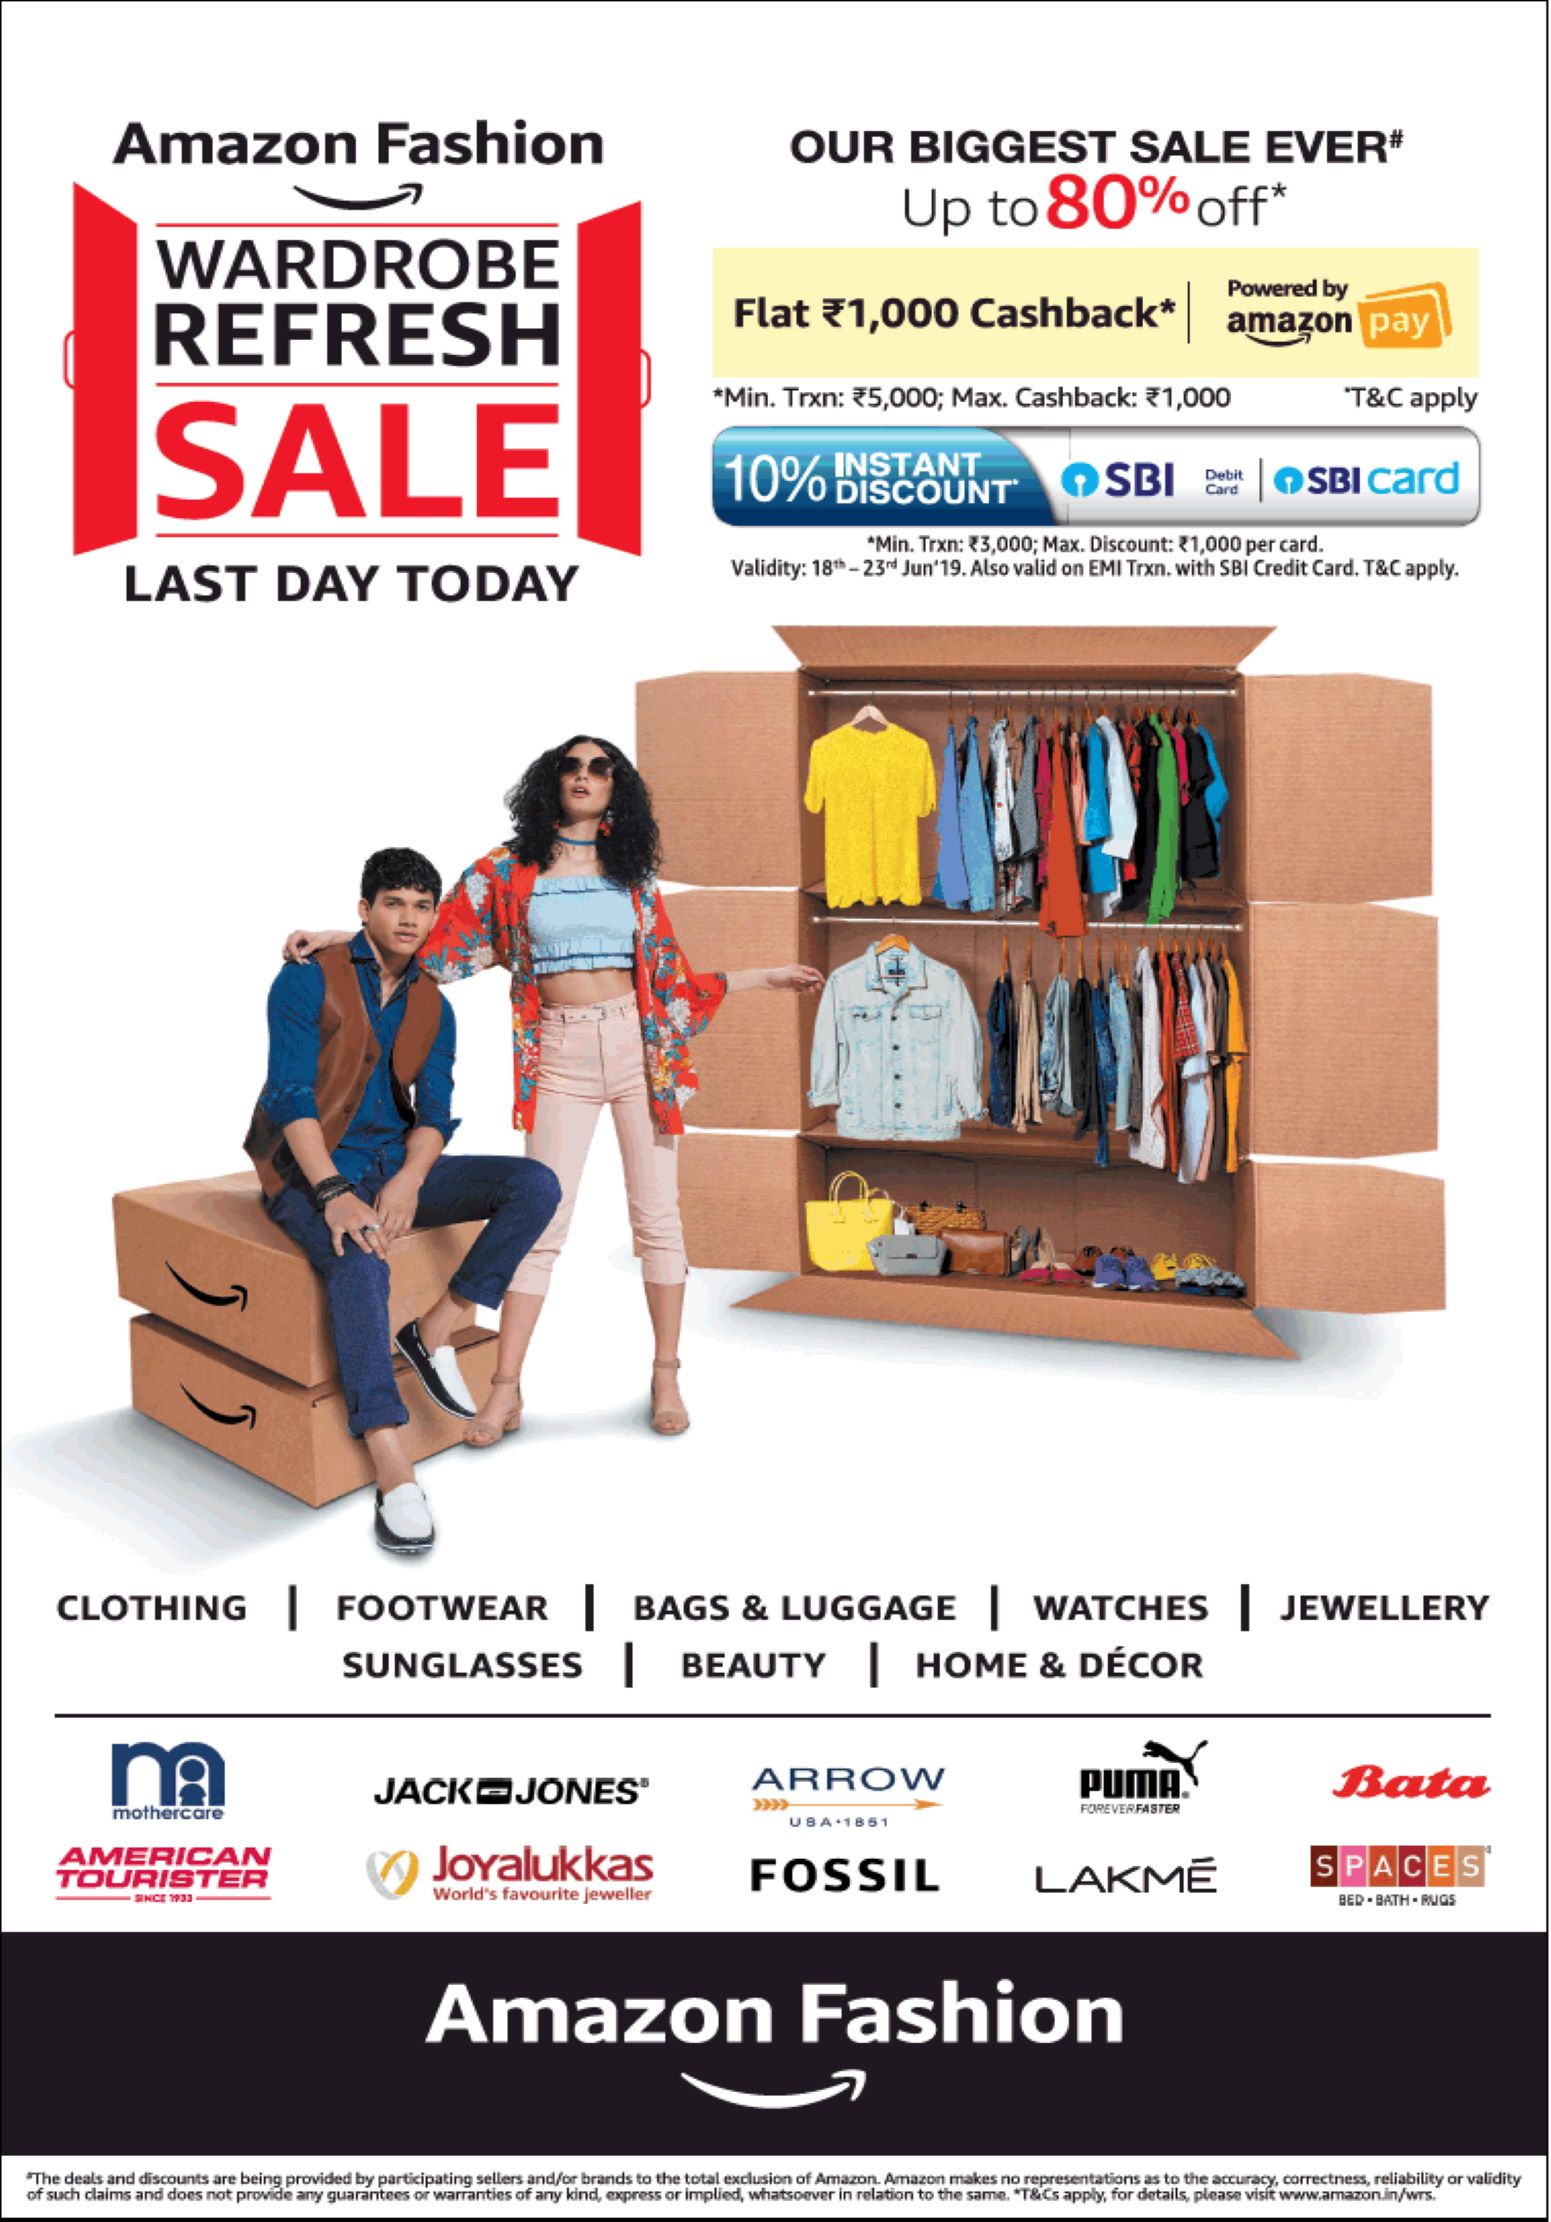 Amazon Fashion
WARDROBE
REFRESH
SALE
LAST DAY TODAY
OUR BIGGEST SALE EVER#
Up to 80% off*
Flat ₹1,000 Cashback*
Powered by
amazon pay
*Min. Trxn: ₹5,000; Max. Cashback: ₹1,000
*T&C apply
10% INSTANT
DISCOUNT*
SBI Debit
Card
SBI card
*Min. Trxn: ₹3,000; Max. Discount: ₹1,000 per card.
Validity: 18th – 23rd Jun'19. Also valid on EMI Trxn. with SBI Credit Card. T&C apply.
CLOTHING | FOOTWEAR | BAGS & LUGGAGE | WATCHES | JEWELLERY
SUNGLASSES | BEAUTY | HOME & DÉCOR
mothercare
JACK JONES®
ARROW
USA•1851
PUMA®
FOREVER FASTER
Bata
AMERICAN
TOURISTER
SINCE 1933
Joyalukkas
World's favourite jeweller
FOSSIL
LAKMÉ
SPACES
BED • BATH • RUGS
Amazon Fashion
#The deals and discounts are being provided by participating sellers and/or brands to the total exclusion of Amazon. Amazon makes no representations as to the accuracy, correctness, reliability or validity
of such claims and does not provide any guarantees or warranties of any kind, express or implied, whatsoever in relation to the same. *T&Cs apply, for details, please visit www.amazon.in/wrs.